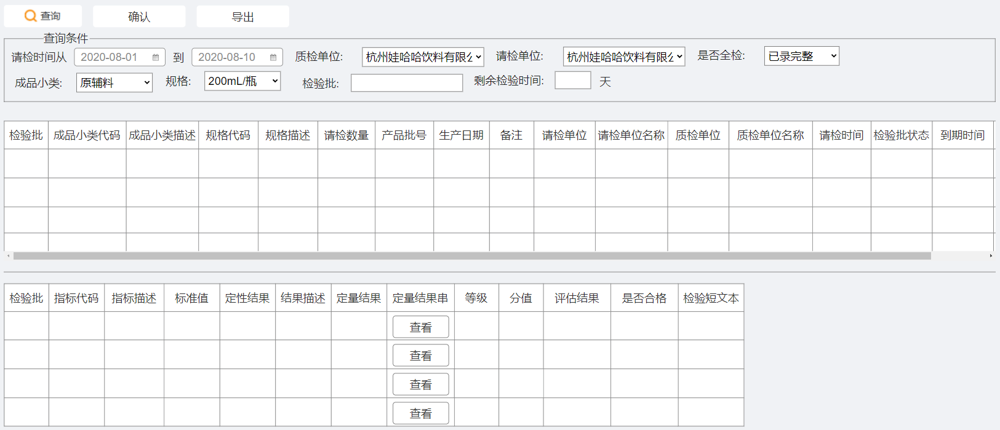 查询 确认 导出
查询条件
请检时间从 2020-08-01 到 2020-08-10 质检单位: 杭州娃哈哈饮料有限公 请检单位: 杭州娃哈哈饮料有限公 是否全检: 已录完整
成品小类: 原辅料 规格: 200mL/瓶 检验批: 剩余检验时间: 天
检验批 成品小类代码 成品小类描述 规格代码 规格描述 请检数量 产品批号 生产日期 备注 请检单位 请检单位名称 质检单位 质检单位名称 请检时间 检验批状态 到期时间
检验批 指标代码 指标描述 标准值 定性结果 结果描述 定量结果 定量结果串 等级 分值 评估结果 是否合格 检验短文本
查看
查看
查看
查看